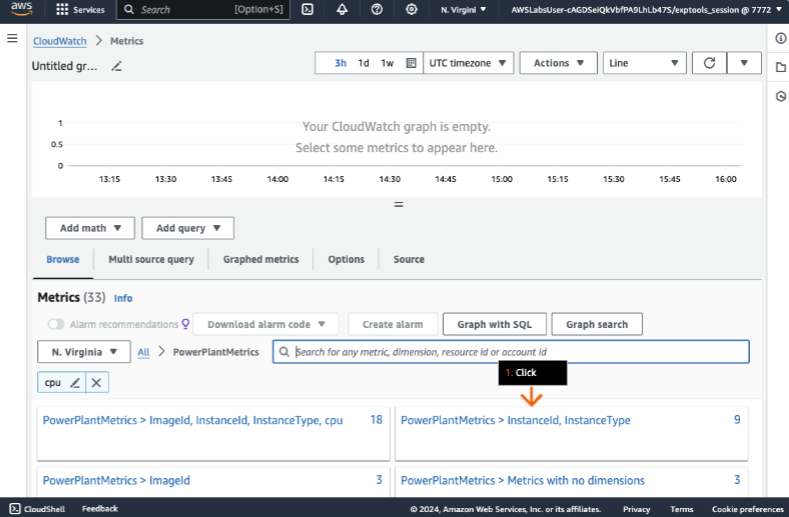 aws Services Search [Option+S] N. Virgini AWSLabsUser-cAGDSeiQkVbfPA9LhLb47S/exptools_session @ 7772
CloudWatch > Metrics
Untitled gr... 3h 1d 1w UTC timezone Actions Line
Your CloudWatch graph is empty.
Select some metrics to appear here.
1
0.5
0
13:15 13:30 13:45 14:00 14:15 14:30 14:45 15:00 15:15 15:30 15:45 16:00
Add math Add query
Browse Multi source query Graphed metrics Options Source
Metrics (33) Info
Alarm recommendations Download alarm code Create alarm Graph with SQL Graph search
N. Virginia All > PowerPlantMetrics Search for any metric, dimension, resource id or account id
1. Click
cpu
PowerPlantMetrics > ImageId, InstanceId, InstanceType, cpu 18 PowerPlantMetrics > InstanceId, InstanceType 9
PowerPlantMetrics > ImageId 3 PowerPlantMetrics > Metrics with no dimensions 3
CloudShell Feedback © 2024, Amazon Web Services, Inc. or its affiliates. Privacy Terms Cookie preferences